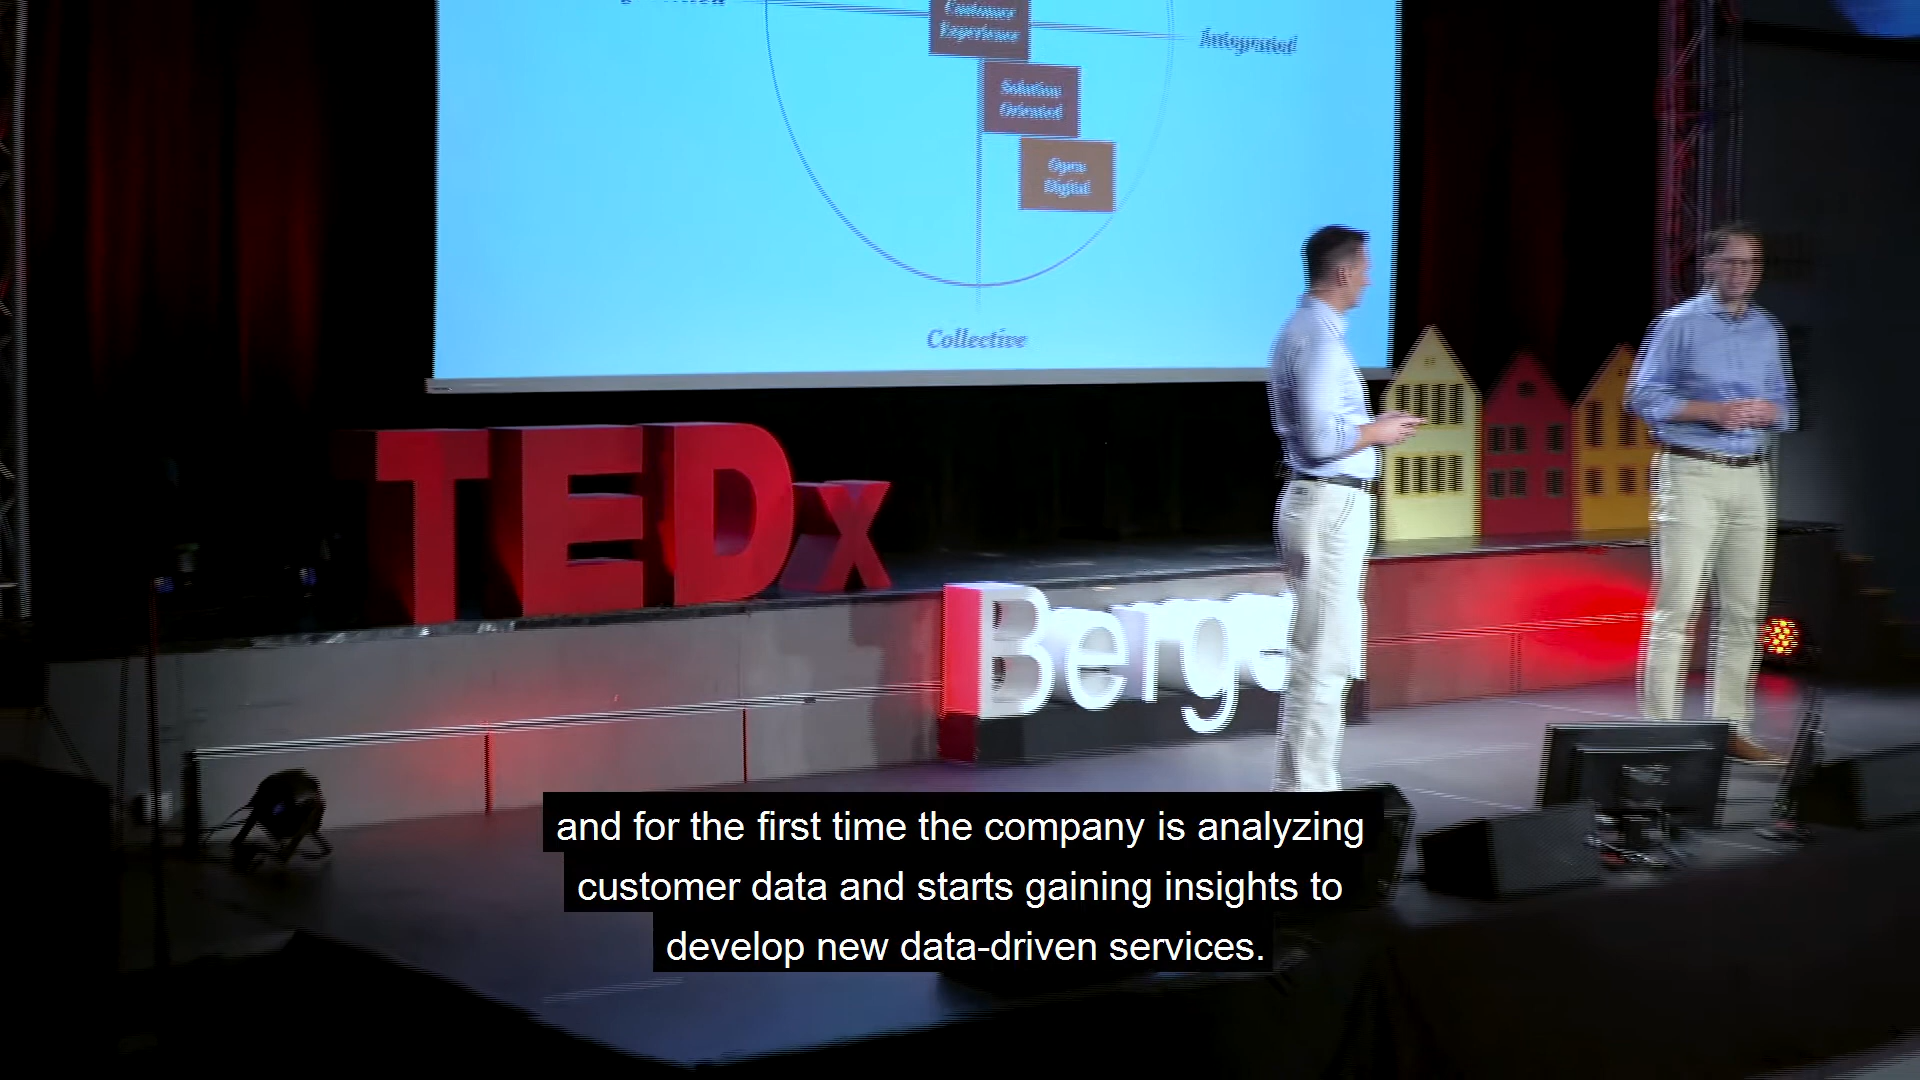 Customer
Experience
Integrated
Solution
Oriented
Open
Digital
Collective
TEDx
Berge
and for the first time the company is analyzing
customer data and starts gaining insights to
develop new data-driven services.